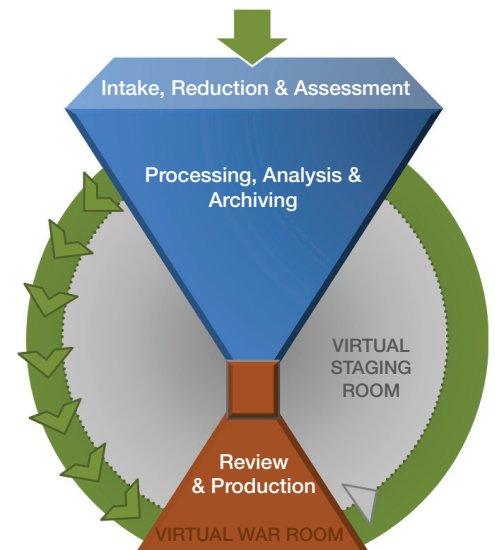 Intake, Reduction & Assessment
Processing, Analysis &
Archiving
VIRTUAL
STAGING
ROOM
Review
& Production
VIRTUAL WAR ROOM